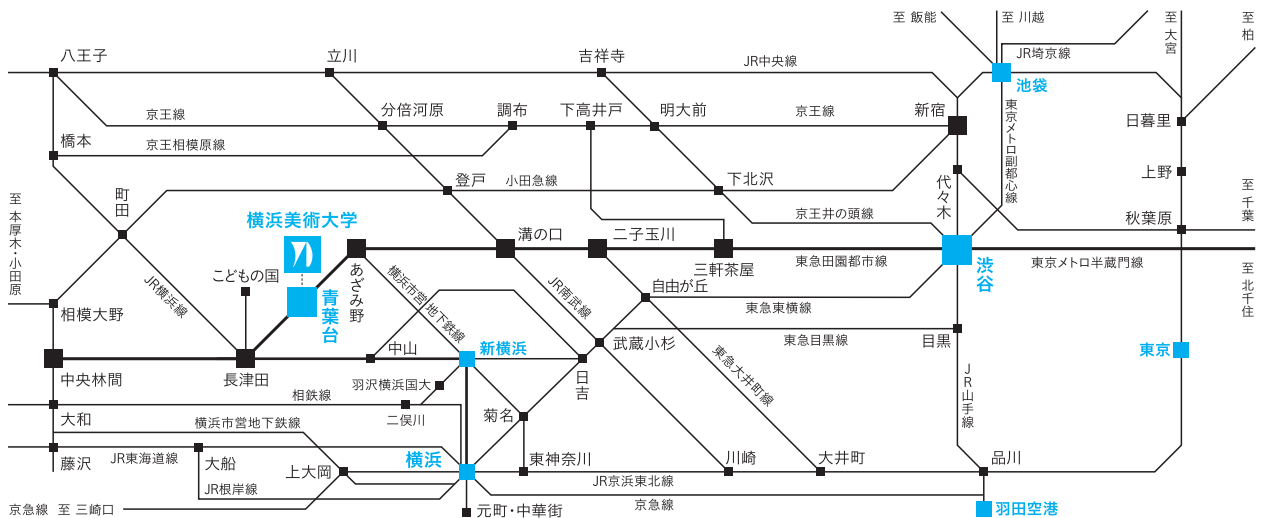 至 飯能
至 川越
至 大宮
至 柏
八王子
立川
吉祥寺
JR中央線
JR埼京線
池袋
京王線
分倍河原
調布
下高井戸
明大前
京王線
新宿
東京メトロ副都心線
日暮里
橋本
京王相模原線
上野
至 本厚木・小田原
町田
登戸
小田急線
下北沢
代々木
至 千葉
横浜美術大学
溝の口
二子玉川
京王井の頭線
秋葉原
こどもの国
あざみ野
三軒茶屋
東急田園都市線
渋谷
東京メトロ半蔵門線
至 北千住
JR横浜線
青葉台
横浜市営地下鉄線
JR南武線
自由が丘
東急東横線
相模大野
中山
新横浜
武蔵小杉
東急目黒線
目黒
東京
中央林間
長津田
羽沢横浜国大
日吉
東急大井町線
JR山手線
相鉄線
二俣川
菊名
大和
横浜市営地下鉄線
藤沢
JR東海道線
大船
上大岡
横浜
東神奈川
川崎
大井町
品川
JR根岸線
JR京浜東北線
京急線 至 三崎口
元町・中華街
京急線
羽田空港